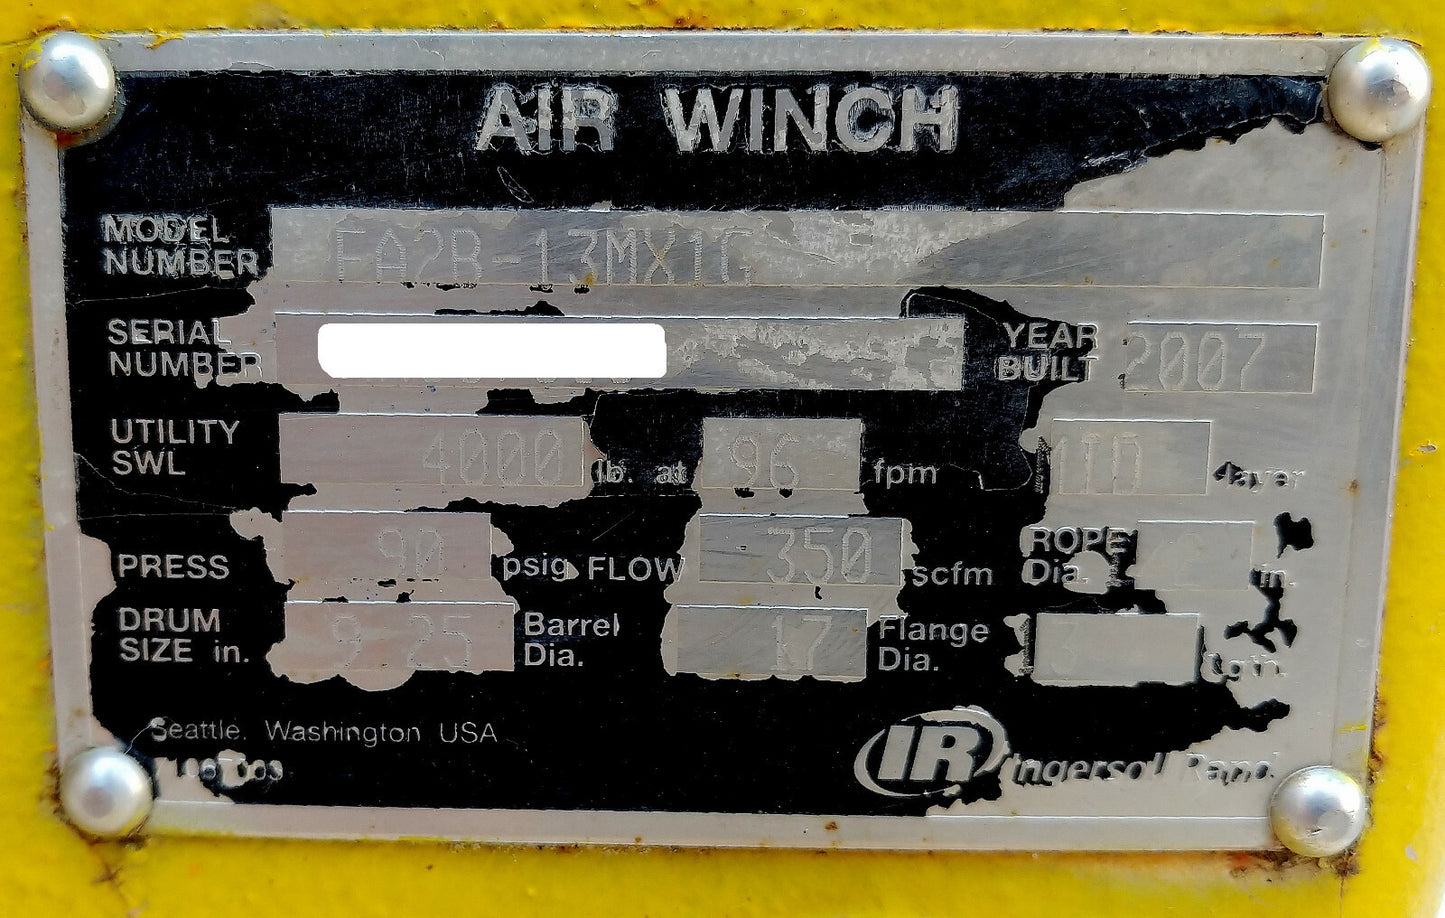 AIR WINCH
MODEL NUMBER FA2B-13MX1G
SERIAL NUMBER
YEAR BUILT 2007
UTILITY SWL 4000 lb. at 96 fpm layer
PRESS 90 psig FLOW 350 scfm ROPE Dia. in.
DRUM SIZE in. 9.25 Barrel Dia. 17 Flange Dia.
Seattle, Washington USA
IR Ingersoll Rand